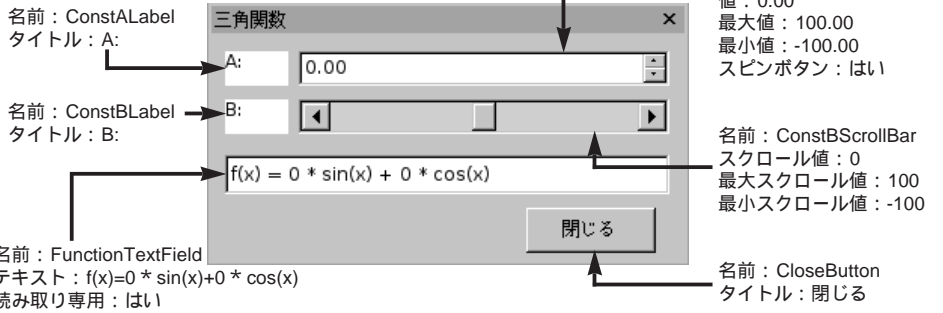 名前：ConstALabel
タイトル：A:
三角関数
×
値：0.00
最大値：100.00
最小値：-100.00
スピンボタン：はい
A:
0.00
名前：ConstBLabel
タイトル：B:
B:
名前：ConstBScrollBar
スクロール値：0
最大スクロール値：100
最小スクロール値：-100
f(x) = 0 * sin(x) + 0 * cos(x)
閉じる
名前：FunctionTextField
テキスト：f(x)=0 * sin(x)+0 * cos(x)
読み取り専用：はい
名前：CloseButton
タイトル：閉じる